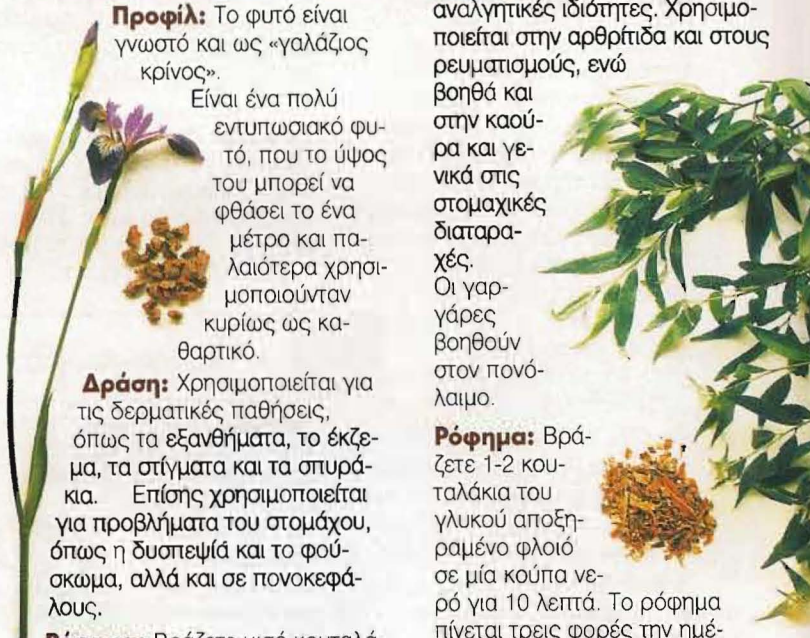 Προφίλ: Το φυτό είναι
γνωστό και ως «γαλάζιος
κρίνος».
Είναι ένα πολύ
εντυπωσιακό φυ-
τό, που το ύψος
του μπορεί να
φθάσει το ένα
μέτρο και πα-
λαιότερα χρησι-
μοποιούνταν
κυρίως ως κα-
θαρτικό.
Δράση: Χρησιμοποιείται για
τις δερματικές παθήσεις,
όπως τα εξανθήματα, το έκζε-
μα, τα στίγματα και τα σπυρά-
κια. Επίσης χρησιμοποιείται
για προβλήματα του στομάχου,
όπως η δυσπεψία και το φού-
σκωμα, αλλά και σε πονοκεφά-
λους.
Βράζετε μισό κουταλά-
αναλγητικές ιδιότητες. Χρησιμο-
ποιείται στην αρθρίτιδα και στους
ρευματισμούς, ενώ
βοηθά και
στην καού-
ρα και γε-
νικά στις
στομαχικές
διαταρα-
χές.
Οι γαρ-
γάρες
βοηθούν
στον πονό-
λαιμο.
Ρόφημα: Βρά-
ζετε 1-2 κου-
ταλάκια του
γλυκού αποξη-
ραμένο φλοιό
σε μία κούπα νε-
ρό για 10 λεπτά. Το ρόφημα
πίνεται τρεις φορές την ημέ-